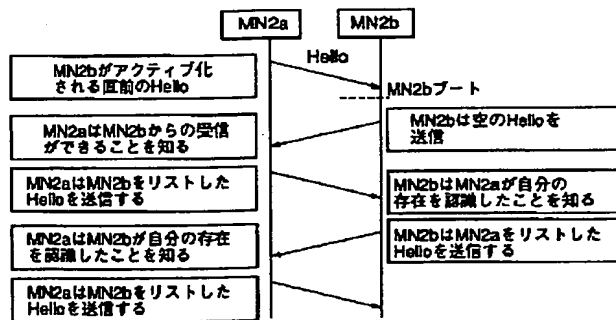 MN2a
MN2b
Hello
MN2bがアクティブ化
される直前のHello
MN2bブート
MN2bは空のHelloを
送信
MN2aはMN2bからの受信
ができることを知る
MN2aはMN2bをリストした
Helloを送信する
MN2bはMN2aが自分の
存在を認識したことを知る
MN2aはMN2bが自分の存在
を認識したことを知る
MN2bはMN2aをリストした
Helloを送信する
MN2aはMN2bをリストした
Helloを送信する